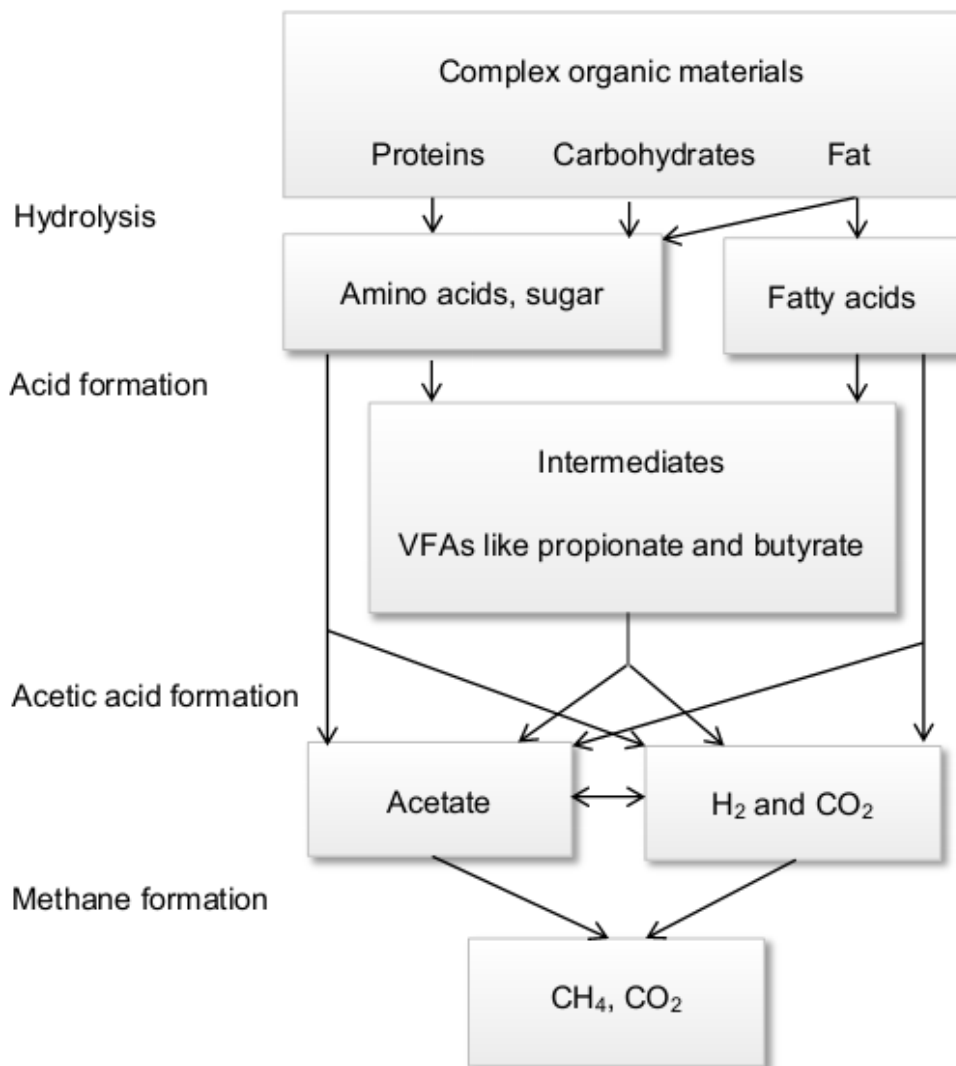 Complex organic materials
Proteins Carbohydrates Fat
Hydrolysis
Amino acids, sugar
Fatty acids
Acid formation
Intermediates
VFAs like propionate and butyrate
Acetic acid formation
Acetate
H₂ and CO₂
Methane formation
CH₄, CO₂